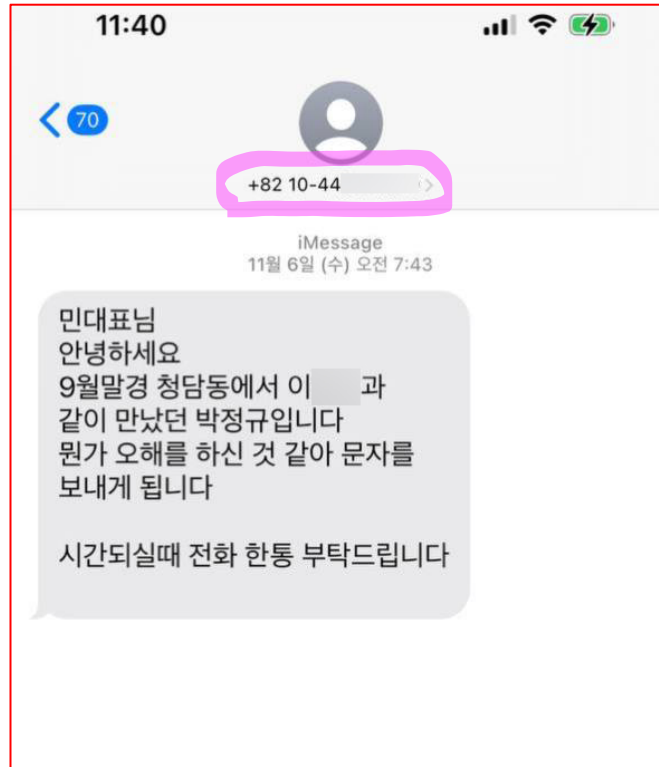 11:40
70
+82 10-44
iMessage
11월 6일 (수) 오전 7:43
민대표님
안녕하세요
9월말경 청담동에서 이 과
같이 만났던 박정규입니다
뭔가 오해를 하신 것 같아 문자를
보내게 됩니다
시간되실때 전화 한통 부탁드립니다